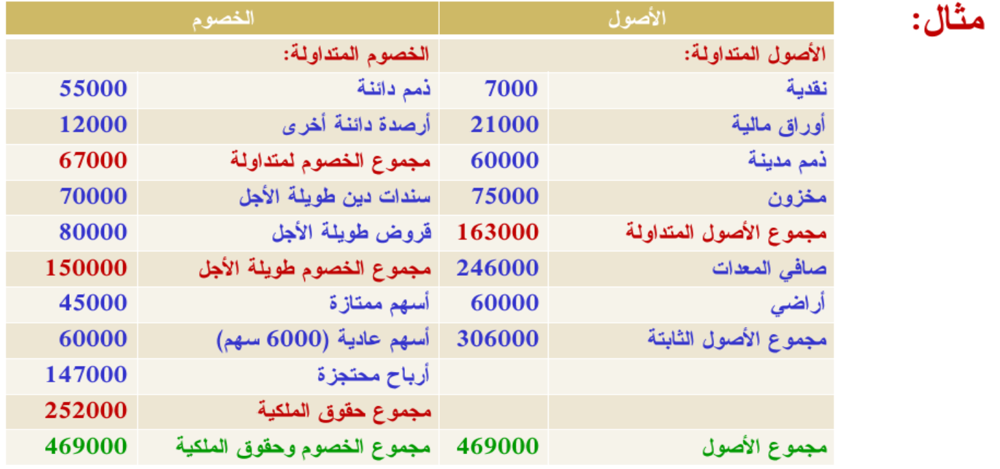 مثال:
الأصول الخصوم
الأصول المتداولة: الخصوم المتداولة:
نقدية 7000 ذمم دائنة 55000
أوراق مالية 21000 أرصدة دائنة أخرى 12000
ذمم مدينة 60000 مجموع الخصوم لمتداولة 67000
مخزون 75000 سندات دين طويلة الأجل 70000
مجموع الأصول المتداولة 163000 قروض طويلة الأجل 80000
صافي المعدات 246000 مجموع الخصوم طويلة الأجل 150000
أراضي 60000 أسهم ممتازة 45000
مجموع الأصول الثابتة 306000 أسهم عادية (6000 سهم) 60000
أرباح محتجزة 147000
مجموع حقوق الملكية 252000
مجموع الأصول 469000 مجموع الخصوم وحقوق الملكية 469000